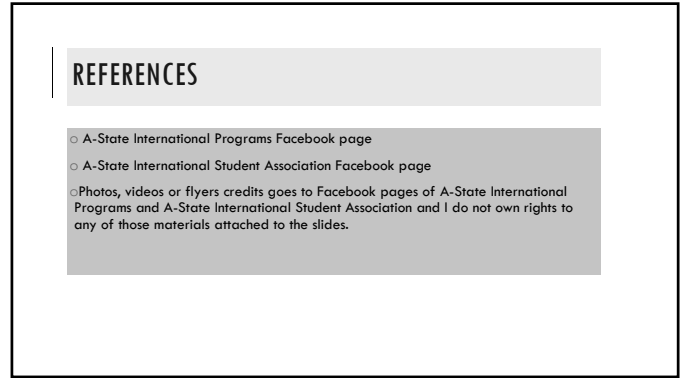 REFERENCES
○ A-State International Programs Facebook page
○ A-State International Student Association Facebook page
○Photos, videos or flyers credits goes to Facebook pages of A-State International
Programs and A-State International Student Association and I do not own rights to
any of those materials attached to the slides.